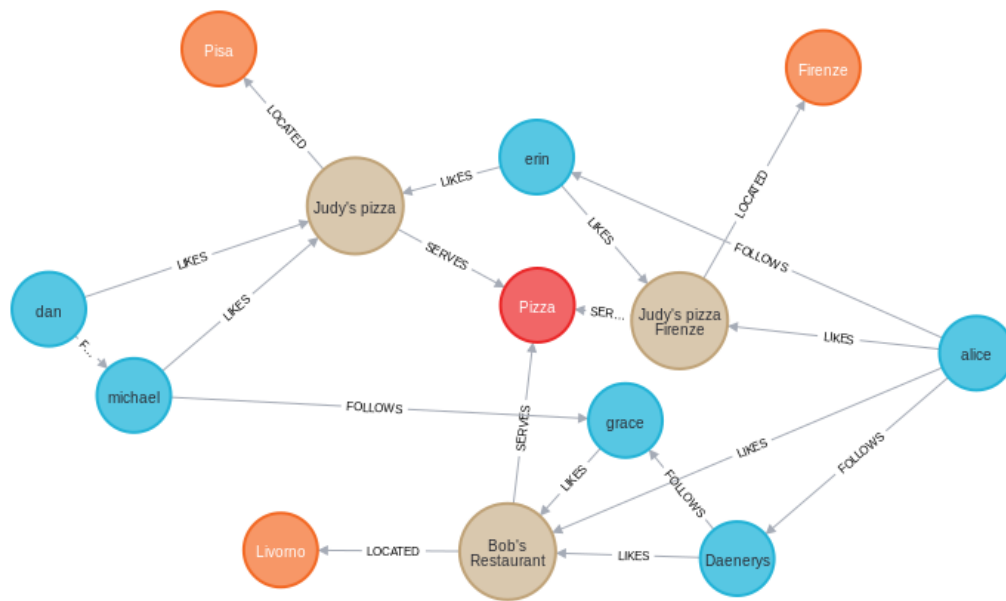 Pisa
Firenze
LOCATED
erin
LIKES
LOCATED
Judy's pizza
LIKES
FOLLOWS
SERVES
LIKES
Pizza
SER...
Judy's pizza
Firenze
dan
LIKES
LIKES
alice
F...
michael
FOLLOWS
grace
SERVES
LIKES
FOLLOWS
LIKES
FOLLOWS
Livorno
LOCATED
Bob's
Restaurant
LIKES
Daenerys